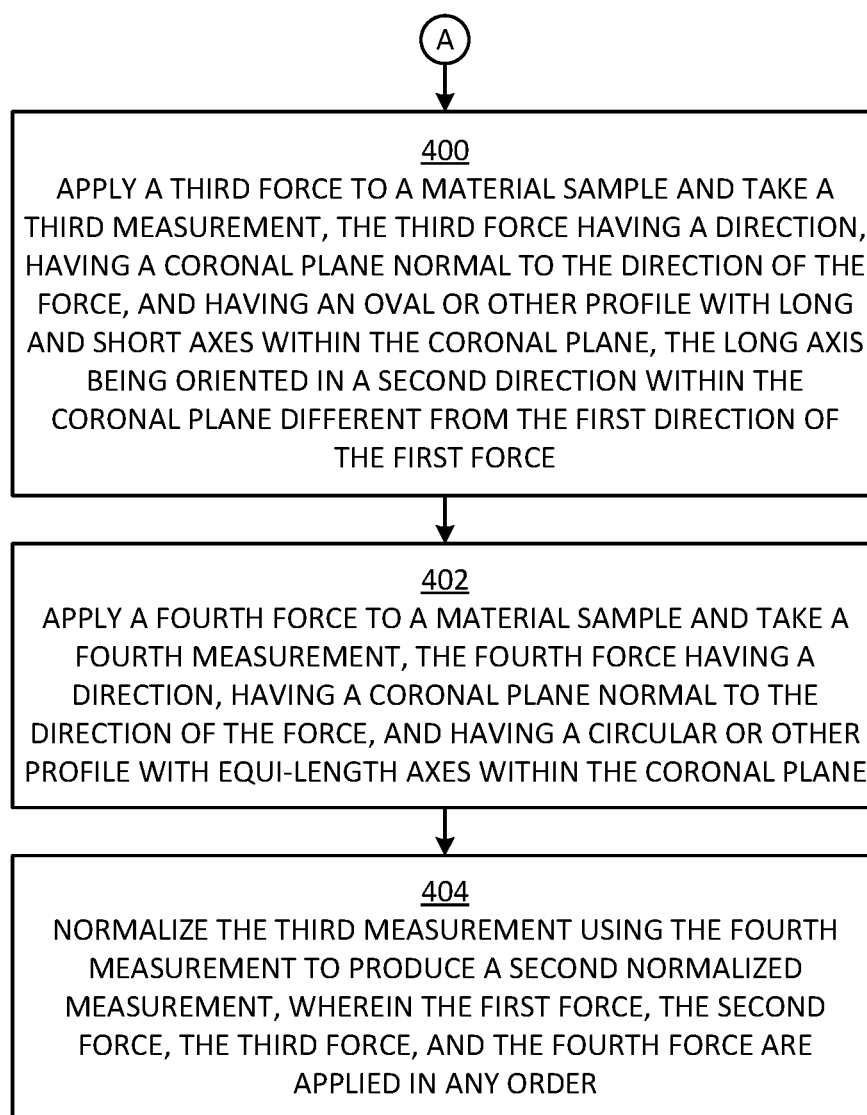 A
400
APPLY A THIRD FORCE TO A MATERIAL SAMPLE AND TAKE A
THIRD MEASUREMENT, THE THIRD FORCE HAVING A DIRECTION,
HAVING A CORONAL PLANE NORMAL TO THE DIRECTION OF THE
FORCE, AND HAVING AN OVAL OR OTHER PROFILE WITH LONG
AND SHORT AXES WITHIN THE CORONAL PLANE, THE LONG AXIS
BEING ORIENTED IN A SECOND DIRECTION WITHIN THE
CORONAL PLANE DIFFERENT FROM THE FIRST DIRECTION OF
THE FIRST FORCE
402
APPLY A FOURTH FORCE TO A MATERIAL SAMPLE AND TAKE A
FOURTH MEASUREMENT, THE FOURTH FORCE HAVING A
DIRECTION, HAVING A CORONAL PLANE NORMAL TO THE
DIRECTION OF THE FORCE, AND HAVING A CIRCULAR OR OTHER
PROFILE WITH EQUI-LENGTH AXES WITHIN THE CORONAL PLANE
404
NORMALIZE THE THIRD MEASUREMENT USING THE FOURTH
MEASUREMENT TO PRODUCE A SECOND NORMALIZED
MEASUREMENT, WHEREIN THE FIRST FORCE, THE SECOND
FORCE, THE THIRD FORCE, AND THE FOURTH FORCE ARE
APPLIED IN ANY ORDER